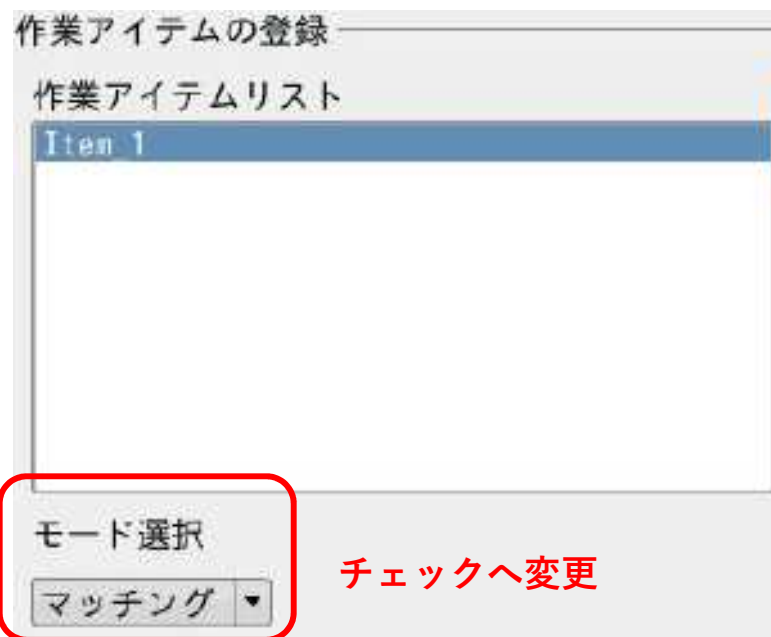 作業アイテムの登録
作業アイテムリスト
Item_1
モード選択
マッチング
チェックへ変更